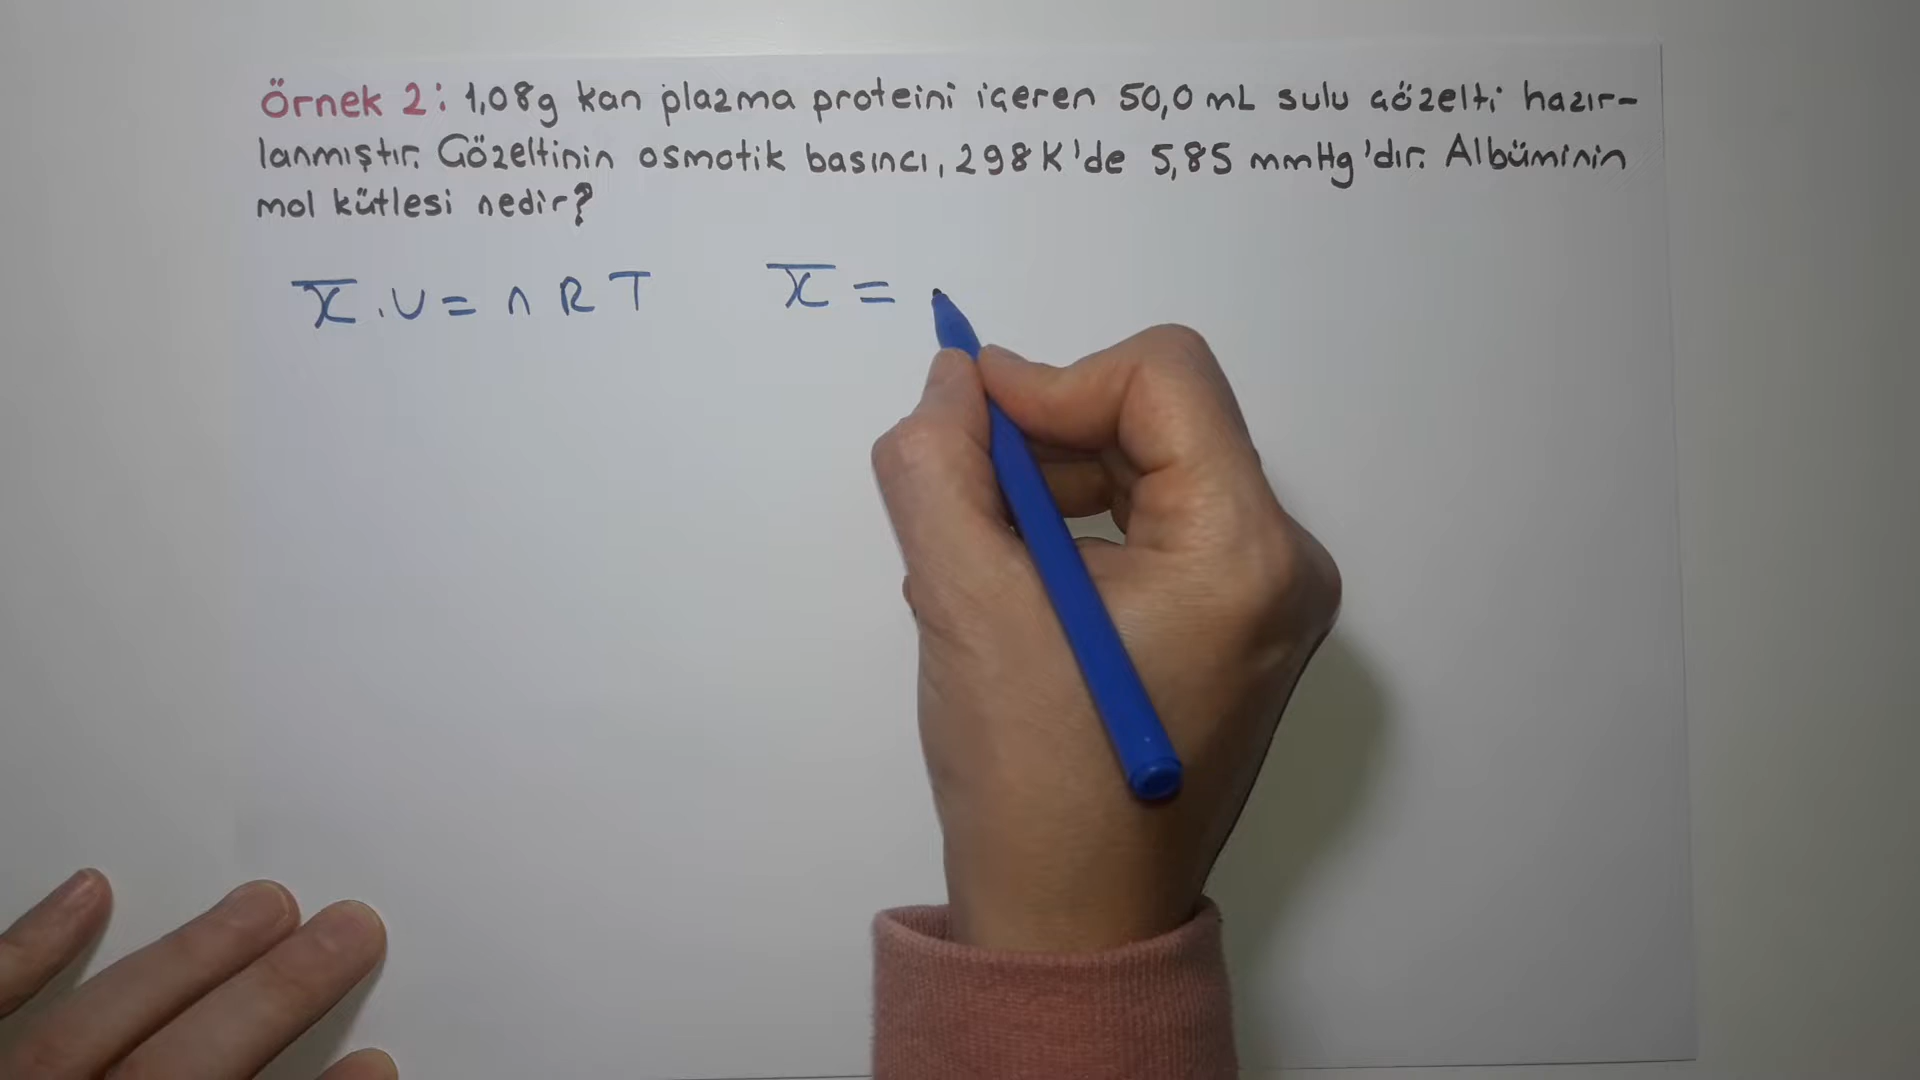 Örnek 2: 1,08g kan plazma proteini içeren 50,0 mL sulu çözelti hazır-
lanmıştır. Çözeltinin osmotik basıncı, 298K'de 5,85 mmHg'dır. Albüminin
mol kütlesi nedir?
π.V = n R T π =